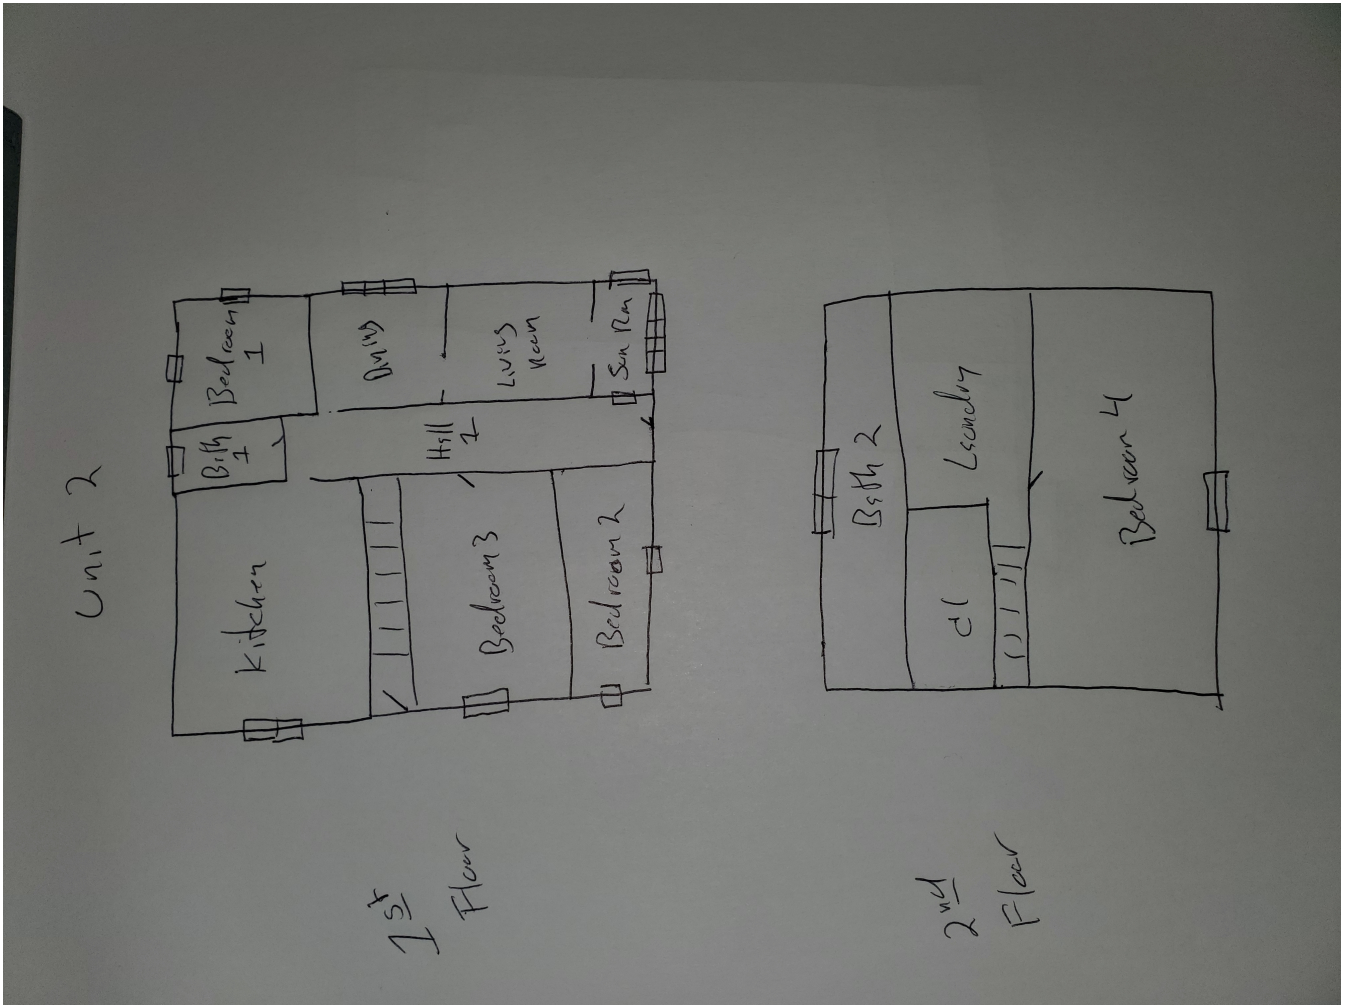 Unit 2
1st
Floor
Bedroom
1
Dining
Living
Room
Sun Rm
Bath
1
Hall
1
Kitchen
Bedroom 3
Bedroom 2
2nd
Floor
Bath 2
Laundry
cl
Bedroom 4